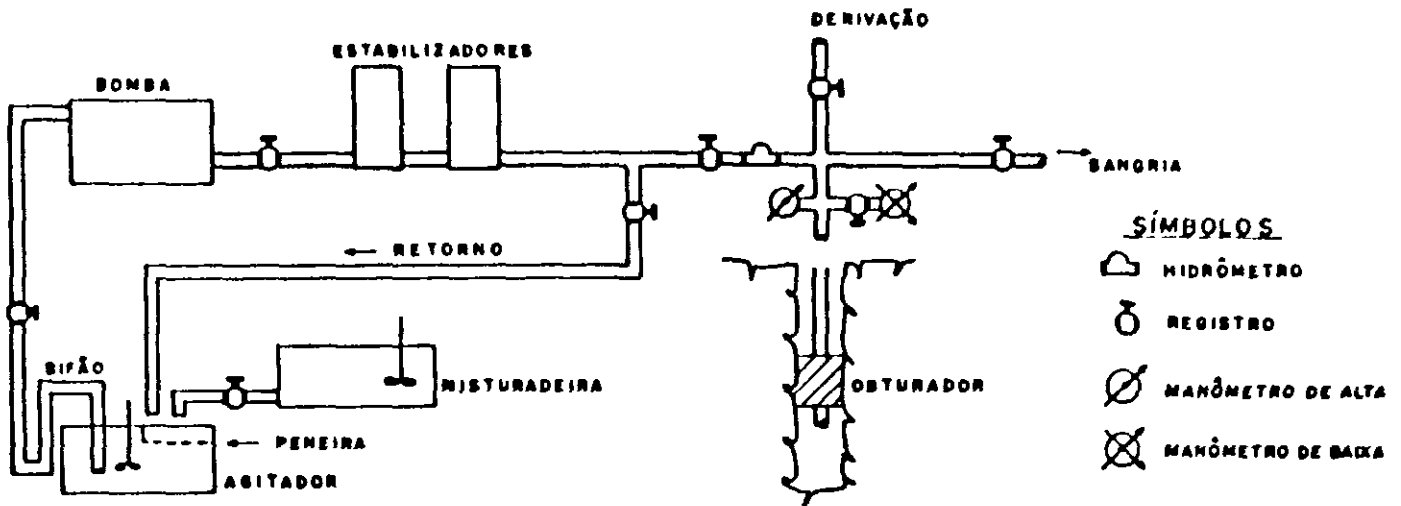 DERIVAÇÃO
ESTABILIZADORES
BOMBA
SANGRIA
RETORNO
SÍMBOLOS
HIDRÔMETRO
REGISTRO
SIFÃO
MISTURADEIRA
OBTURADOR
MANÔMETRO DE ALTA
PENEIRA
MANÔMETRO DE BAIXA
AGITADOR